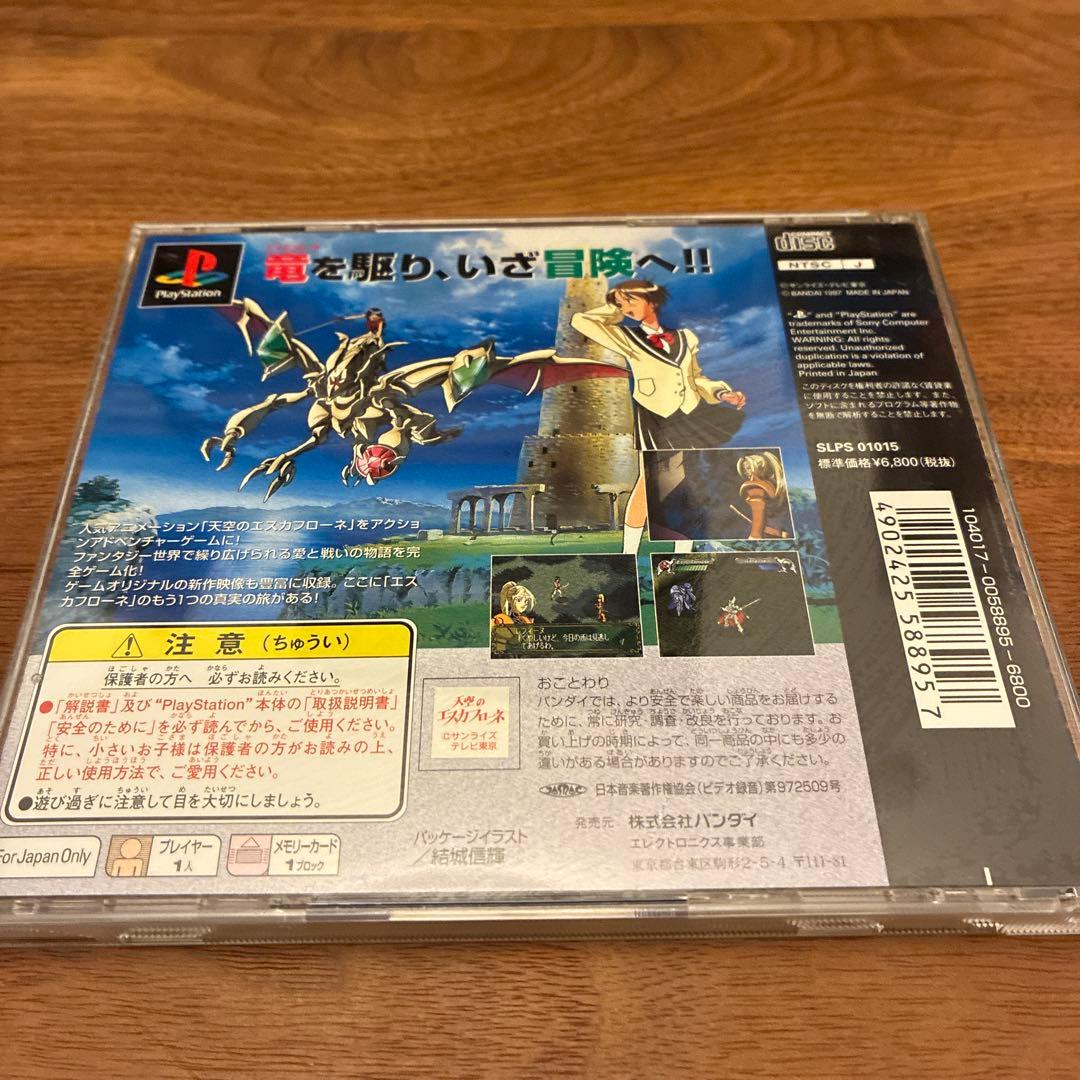 PlayStation
竜を駆り、いざ冒険へ!!
人気アニメーション「天空のエスカフローネ」をアクショ
ンアドベンチャーゲームに!
ファンタジー世界で繰り広げられる愛と戦いの物語を完
全ゲーム化!
ゲームオリジナルの新作映像も豊富に収録。ここに「エス
カフローネ」のもう1つの真実の旅がある!
注意(ちゅうい)
保護者の方へ 必ずお読みください。
●「解説書」及び“PlayStation”本体の「取扱説明書」
「安全のために」を必ず読んでから、ご使用ください。
特に、小さいお子様は保護者の方がお読みの上、
正しい使用方法で、ご愛用ください。
●遊び過ぎに注意して目を大切にしましょう。
For Japan Only
プレイヤー
1人
メモリーカード
1ブロック
パッケージイラスト
/結城信輝
天空の
エスカフローネ
©サンライズ
テレビ東京
おことわり
バンダイでは、より安全で楽しい商品をお届けする
ために、常に研究・調査・改良を行っております。お
買い上げの時期によって、同一商品の中にも多少の
違いがある場合がありますのでご了承ください。
JASRAC 日本音楽著作権協会(ビデオ録音)第972509号
発売元 株式会社バンダイ
エレクトロニクス事業部
東京都台東区駒形2-5-4 〒111-81
COMPACT
disc
NTSC J
©サンライズ・テレビ東京
©BANDAI 1997 MADE IN JAPAN
" " and "PlayStation" are
trademarks of Sony Computer
Entertainment Inc.
WARNING: All rights
reserved. Unauthorized
duplication is a violation of
applicable laws.
Printed in Japan
このディスクを権利者の許諾なく賃貸業
に使用することを禁止します。また、
ソフトに含まれるプログラム等著作物
を無断で解析することを禁止します。
SLPS 01015
標準価格¥6,800(税抜)
104017-0058895-6800
4902425588957